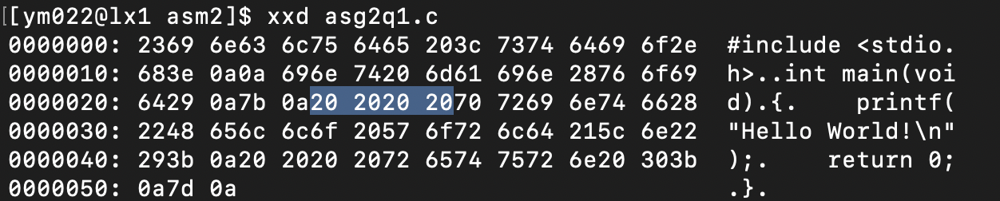 [[ym022@lx1 asm2]$ xxd asg2q1.c
0000000: 2369 6e63 6c75 6465 203c 7374 6469 6f2e  #include <stdio.
0000010: 683e 0a0a 696e 7420 6d61 696e 2876 6f69  h>..int main(voi
0000020: 6429 0a7b 0a20 2020 2070 7269 6e74 6628  d).{.    printf(
0000030: 2248 656c 6c6f 2057 6f72 6c64 215c 6e22  "Hello World!\n"
0000040: 293b 0a20 2020 2072 6574 7572 6e20 303b  );.    return 0;
0000050: 0a7d 0a                                  .}.